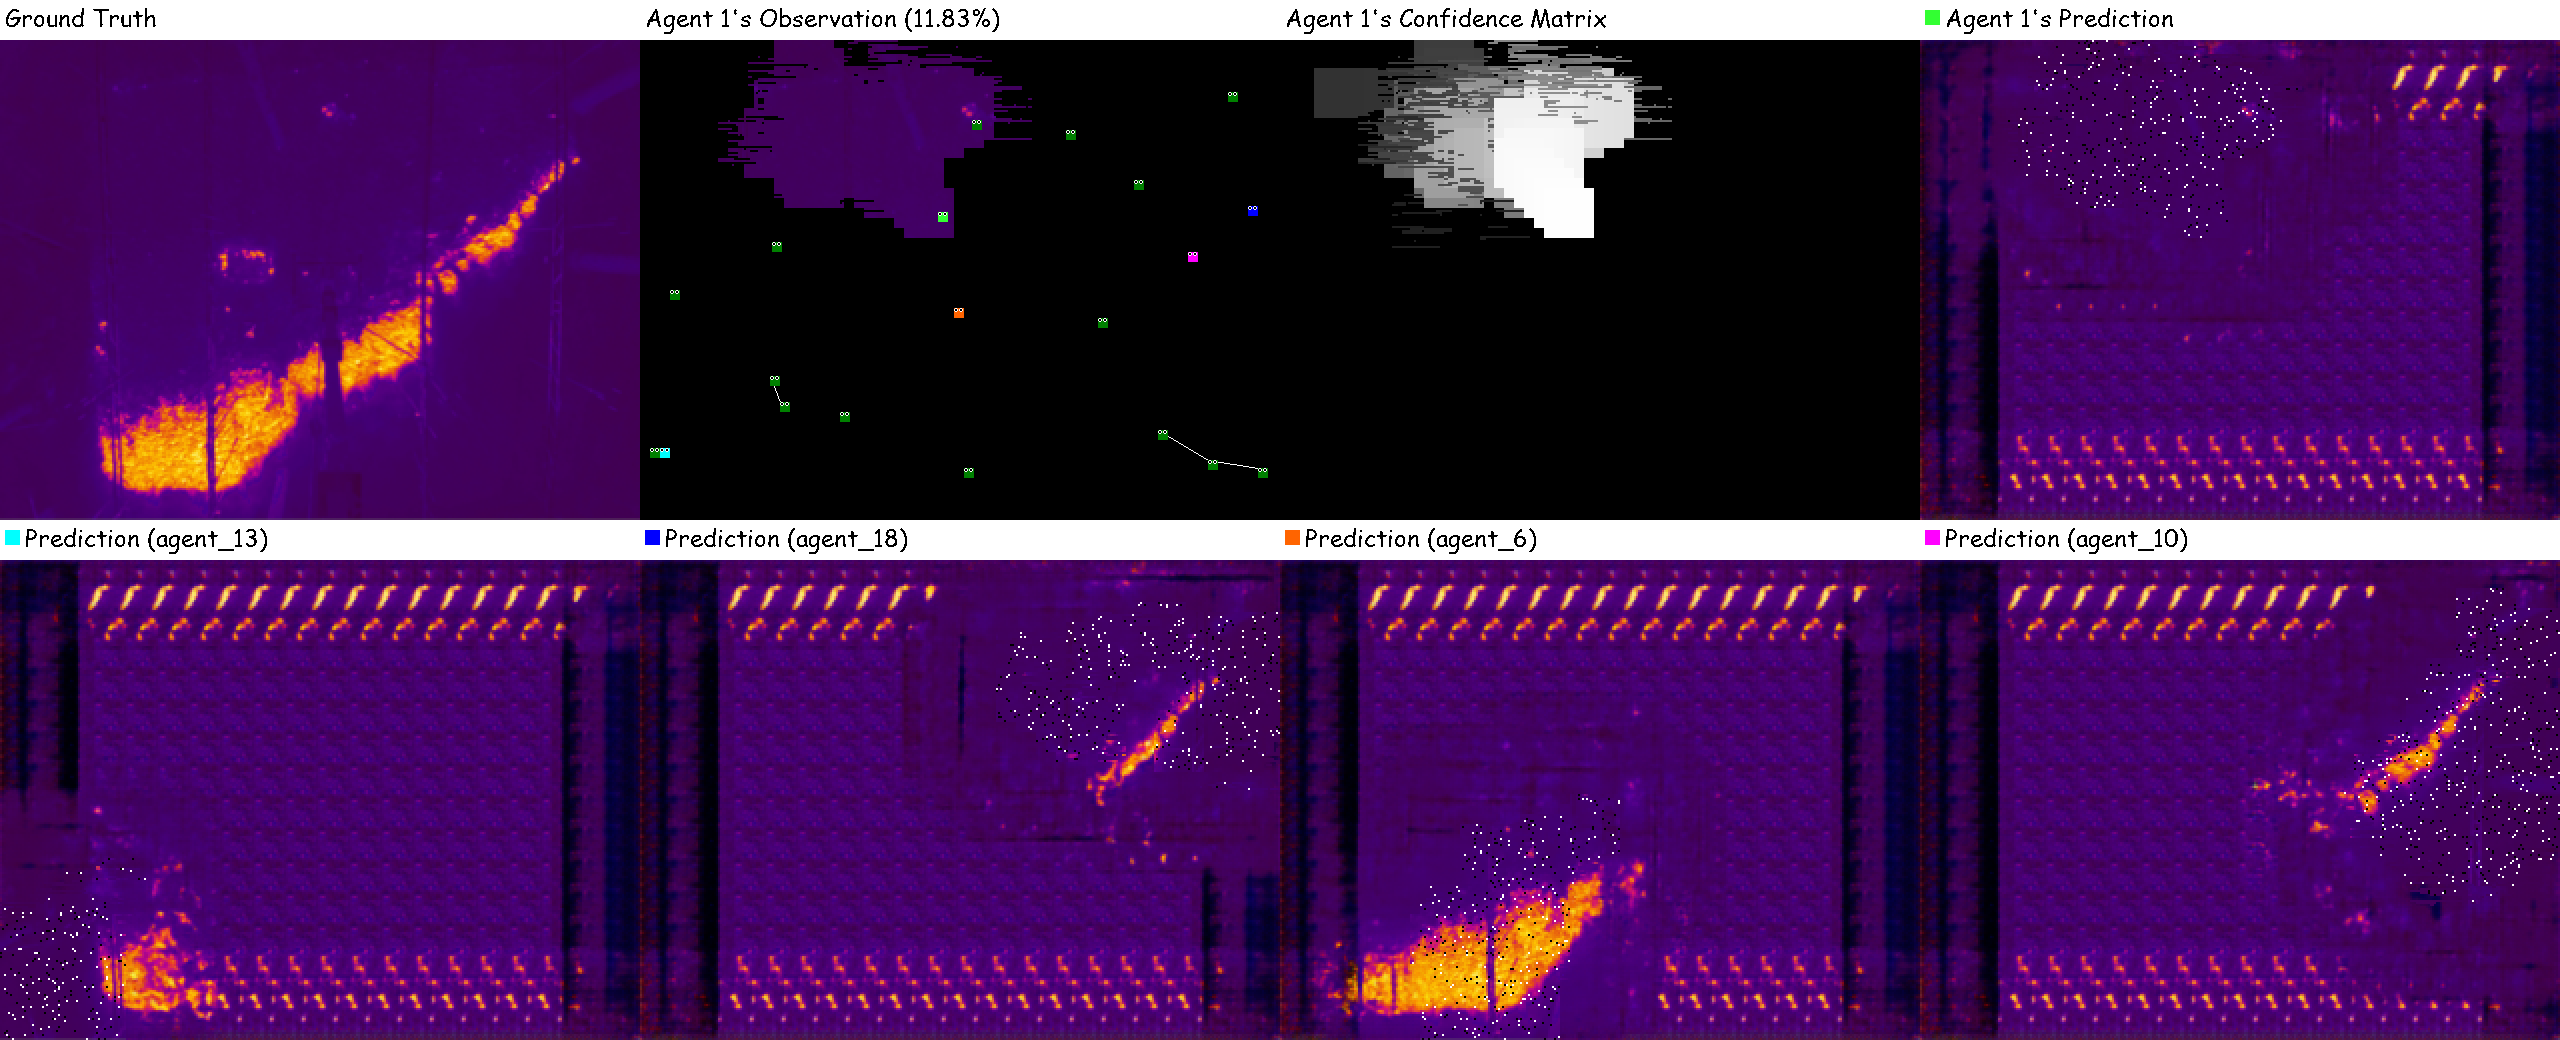 Ground Truth
Agent 1's Observation (11.83%)
Agent 1's Confidence Matrix
Agent 1's Prediction
Prediction (agent_13)
Prediction (agent_18)
Prediction (agent_6)
Prediction (agent_10)